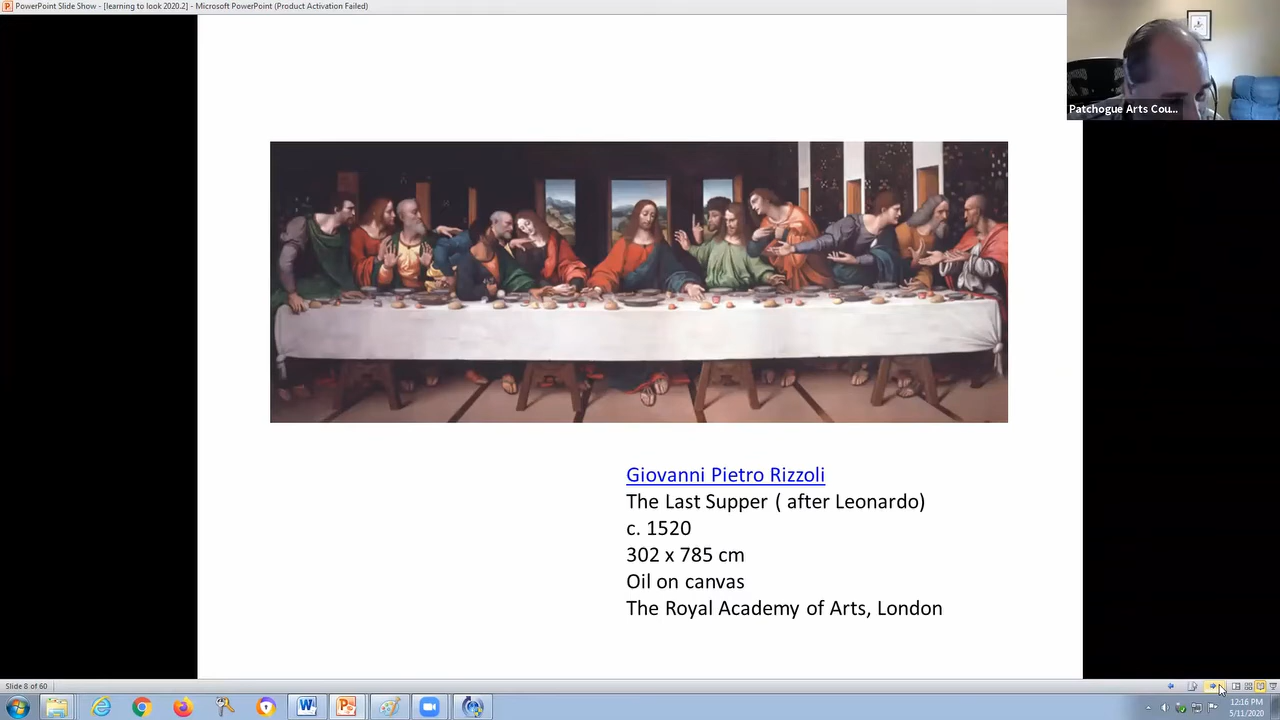 PowerPoint Slide Show - [learning to look 2020.2] - Microsoft PowerPoint (Product Activation Failed)
Patchogue Arts Cou...
Giovanni Pietro Rizzoli
The Last Supper ( after Leonardo)
c. 1520
302 x 785 cm
Oil on canvas
The Royal Academy of Arts, London
Slide 8 of 60
12:16 PM
5/11/2020